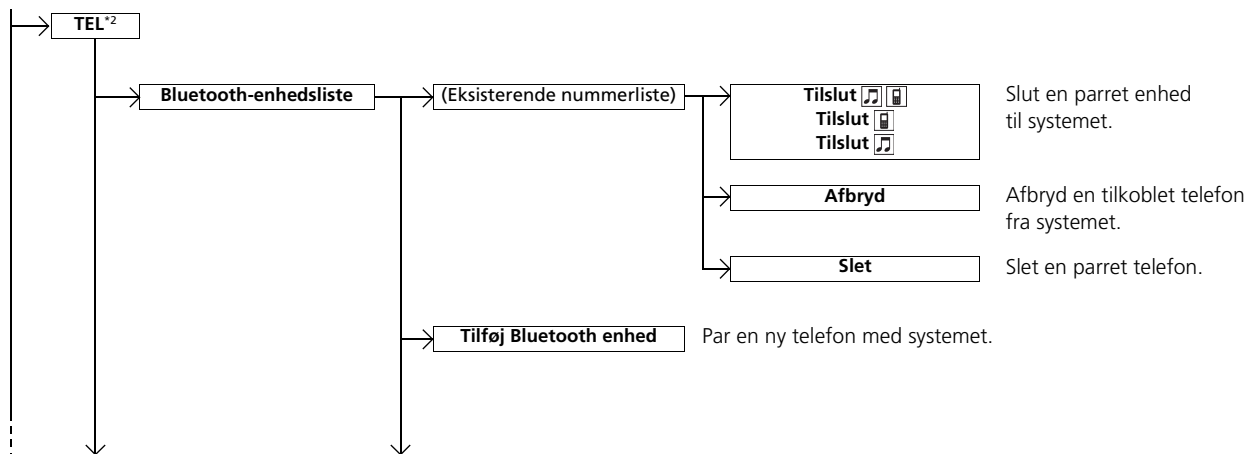 TEL*2
Bluetooth-enhedsliste
(Eksisterende nummerliste)
Tilslut
Tilslut
Tilslut
Slut en parret enhed
til systemet.
Afbryd
Afbryd en tilkoblet telefon
fra systemet.
Slet
Slet en parret telefon.
Tilføj Bluetooth enhed
Par en ny telefon med systemet.